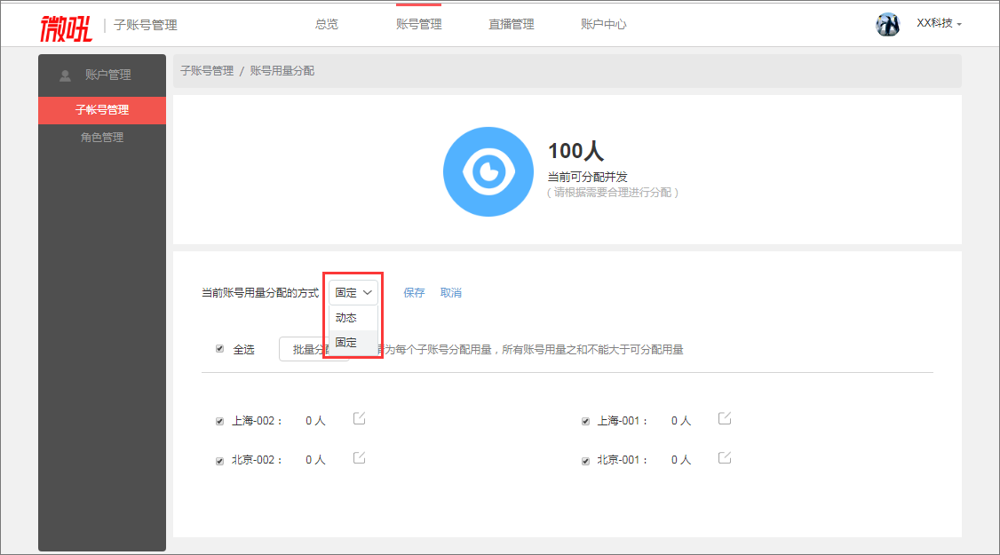 微吼 | 子账号管理
总览
账号管理
直播管理
账户中心
XX科技
账户管理
子帐号管理
角色管理
子账号管理 / 账号用量分配
100人
当前可分配并发
( 请根据需要合理进行分配 )
当前账号用量分配的方式 固定 保存 取消
动态
固定
全选 批量分 为每个子账号分配用量，所有账号用量之和不能大于可分配用量
上海-002： 0 人
上海-001： 0 人
北京-002： 0 人
北京-001： 0 人